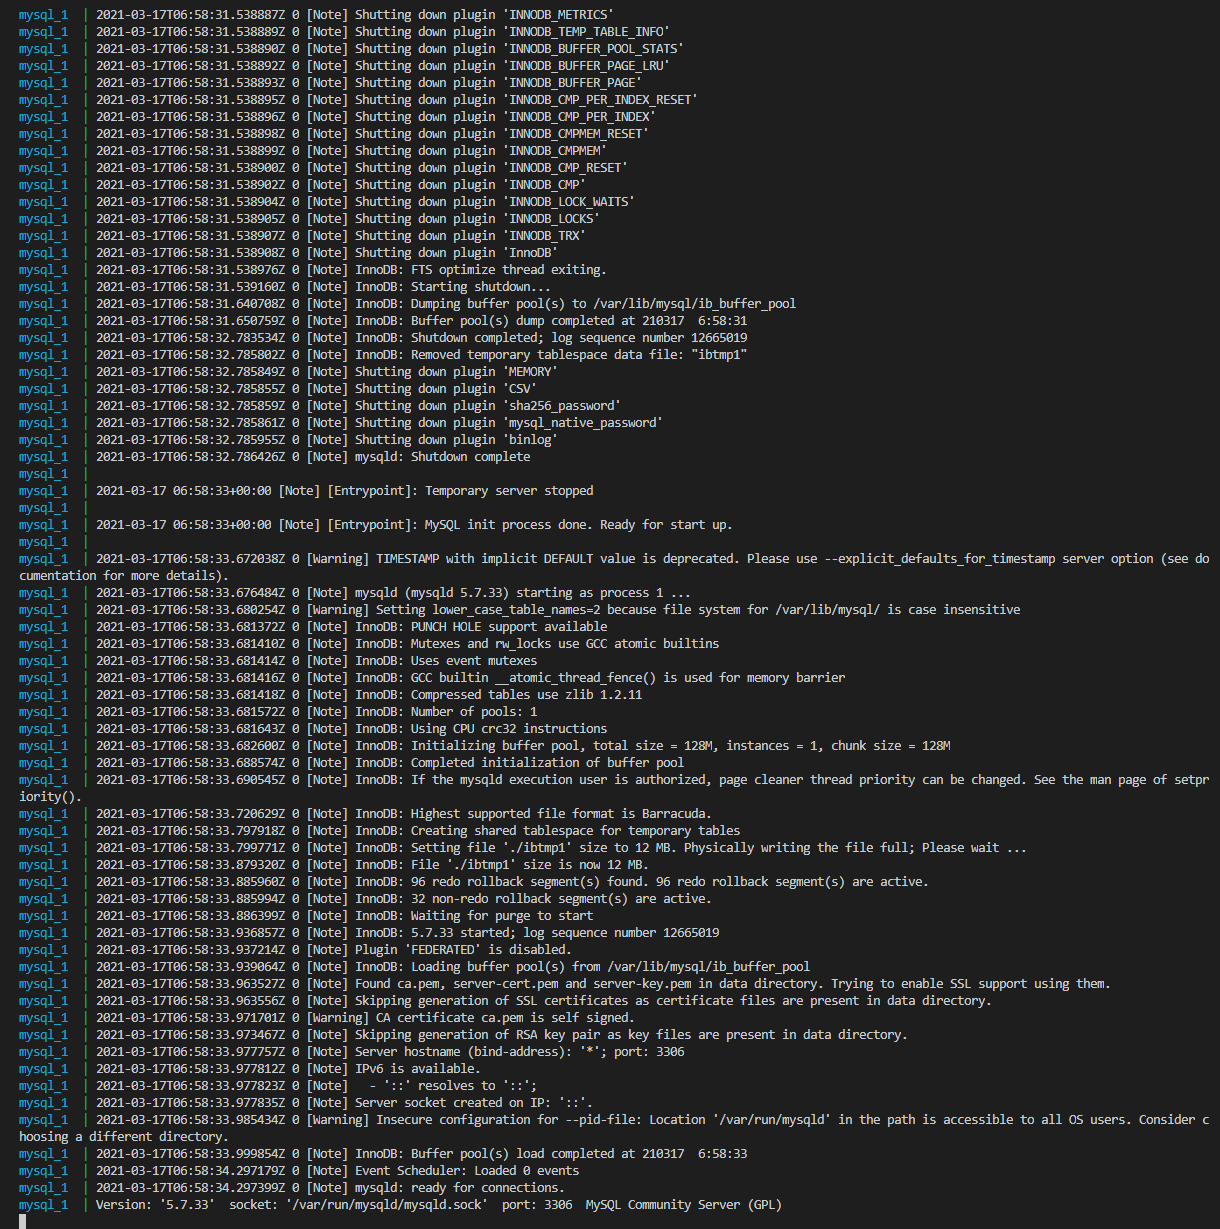 mysql_1  | 2021-03-17T06:58:31.538887Z 0 [Note] Shutting down plugin 'INNODB_METRICS'
mysql_1  | 2021-03-17T06:58:31.538889Z 0 [Note] Shutting down plugin 'INNODB_TEMP_TABLE_INFO'
mysql_1  | 2021-03-17T06:58:31.538890Z 0 [Note] Shutting down plugin 'INNODB_BUFFER_POOL_STATS'
mysql_1  | 2021-03-17T06:58:31.538892Z 0 [Note] Shutting down plugin 'INNODB_BUFFER_PAGE_LRU'
mysql_1  | 2021-03-17T06:58:31.538893Z 0 [Note] Shutting down plugin 'INNODB_BUFFER_PAGE'
mysql_1  | 2021-03-17T06:58:31.538895Z 0 [Note] Shutting down plugin 'INNODB_CMP_PER_INDEX_RESET'
mysql_1  | 2021-03-17T06:58:31.538896Z 0 [Note] Shutting down plugin 'INNODB_CMP_PER_INDEX'
mysql_1  | 2021-03-17T06:58:31.538898Z 0 [Note] Shutting down plugin 'INNODB_CMPMEM_RESET'
mysql_1  | 2021-03-17T06:58:31.538899Z 0 [Note] Shutting down plugin 'INNODB_CMPMEM'
mysql_1  | 2021-03-17T06:58:31.538900Z 0 [Note] Shutting down plugin 'INNODB_CMP_RESET'
mysql_1  | 2021-03-17T06:58:31.538902Z 0 [Note] Shutting down plugin 'INNODB_CMP'
mysql_1  | 2021-03-17T06:58:31.538904Z 0 [Note] Shutting down plugin 'INNODB_LOCK_WAITS'
mysql_1  | 2021-03-17T06:58:31.538905Z 0 [Note] Shutting down plugin 'INNODB_LOCKS'
mysql_1  | 2021-03-17T06:58:31.538907Z 0 [Note] Shutting down plugin 'INNODB_TRX'
mysql_1  | 2021-03-17T06:58:31.538908Z 0 [Note] Shutting down plugin 'InnoDB'
mysql_1  | 2021-03-17T06:58:31.538976Z 0 [Note] InnoDB: FTS optimize thread exiting.
mysql_1  | 2021-03-17T06:58:31.539160Z 0 [Note] InnoDB: Starting shutdown...
mysql_1  | 2021-03-17T06:58:31.640708Z 0 [Note] InnoDB: Dumping buffer pool(s) to /var/lib/mysql/ib_buffer_pool
mysql_1  | 2021-03-17T06:58:31.650759Z 0 [Note] InnoDB: Buffer pool(s) dump completed at 210317  6:58:31
mysql_1  | 2021-03-17T06:58:32.783534Z 0 [Note] InnoDB: Shutdown completed; log sequence number 12665019
mysql_1  | 2021-03-17T06:58:32.785802Z 0 [Note] InnoDB: Removed temporary tablespace data file: "ibtmp1"
mysql_1  | 2021-03-17T06:58:32.785849Z 0 [Note] Shutting down plugin 'MEMORY'
mysql_1  | 2021-03-17T06:58:32.785855Z 0 [Note] Shutting down plugin 'CSV'
mysql_1  | 2021-03-17T06:58:32.785859Z 0 [Note] Shutting down plugin 'sha256_password'
mysql_1  | 2021-03-17T06:58:32.785861Z 0 [Note] Shutting down plugin 'mysql_native_password'
mysql_1  | 2021-03-17T06:58:32.785955Z 0 [Note] Shutting down plugin 'binlog'
mysql_1  | 2021-03-17T06:58:32.786426Z 0 [Note] mysqld: Shutdown complete
mysql_1  |
mysql_1  | 2021-03-17 06:58:33+00:00 [Note] [Entrypoint]: Temporary server stopped
mysql_1  |
mysql_1  | 2021-03-17 06:58:33+00:00 [Note] [Entrypoint]: MySQL init process done. Ready for start up.
mysql_1  |
mysql_1  | 2021-03-17T06:58:33.672038Z 0 [Warning] TIMESTAMP with implicit DEFAULT value is deprecated. Please use --explicit_defaults_for_timestamp server option (see do
cumentation for more details).
mysql_1  | 2021-03-17T06:58:33.676484Z 0 [Note] mysqld (mysqld 5.7.33) starting as process 1 ...
mysql_1  | 2021-03-17T06:58:33.680254Z 0 [Warning] Setting lower_case_table_names=2 because file system for /var/lib/mysql/ is case insensitive
mysql_1  | 2021-03-17T06:58:33.681372Z 0 [Note] InnoDB: PUNCH HOLE support available
mysql_1  | 2021-03-17T06:58:33.681410Z 0 [Note] InnoDB: Mutexes and rw_locks use GCC atomic builtins
mysql_1  | 2021-03-17T06:58:33.681414Z 0 [Note] InnoDB: Uses event mutexes
mysql_1  | 2021-03-17T06:58:33.681416Z 0 [Note] InnoDB: GCC builtin __atomic_thread_fence() is used for memory barrier
mysql_1  | 2021-03-17T06:58:33.681418Z 0 [Note] InnoDB: Compressed tables use zlib 1.2.11
mysql_1  | 2021-03-17T06:58:33.681572Z 0 [Note] InnoDB: Number of pools: 1
mysql_1  | 2021-03-17T06:58:33.681643Z 0 [Note] InnoDB: Using CPU crc32 instructions
mysql_1  | 2021-03-17T06:58:33.682600Z 0 [Note] InnoDB: Initializing buffer pool, total size = 128M, instances = 1, chunk size = 128M
mysql_1  | 2021-03-17T06:58:33.688574Z 0 [Note] InnoDB: Completed initialization of buffer pool
mysql_1  | 2021-03-17T06:58:33.690545Z 0 [Note] InnoDB: If the mysqld execution user is authorized, page cleaner thread priority can be changed. See the man page of setpr
iority().
mysql_1  | 2021-03-17T06:58:33.720629Z 0 [Note] InnoDB: Highest supported file format is Barracuda.
mysql_1  | 2021-03-17T06:58:33.797918Z 0 [Note] InnoDB: Creating shared tablespace for temporary tables
mysql_1  | 2021-03-17T06:58:33.799771Z 0 [Note] InnoDB: Setting file './ibtmp1' size to 12 MB. Physically writing the file full; Please wait ...
mysql_1  | 2021-03-17T06:58:33.879320Z 0 [Note] InnoDB: File './ibtmp1' size is now 12 MB.
mysql_1  | 2021-03-17T06:58:33.885960Z 0 [Note] InnoDB: 96 redo rollback segment(s) found. 96 redo rollback segment(s) are active.
mysql_1  | 2021-03-17T06:58:33.885994Z 0 [Note] InnoDB: 32 non-redo rollback segment(s) are active.
mysql_1  | 2021-03-17T06:58:33.886399Z 0 [Note] InnoDB: Waiting for purge to start
mysql_1  | 2021-03-17T06:58:33.936857Z 0 [Note] InnoDB: 5.7.33 started; log sequence number 12665019
mysql_1  | 2021-03-17T06:58:33.937214Z 0 [Note] Plugin 'FEDERATED' is disabled.
mysql_1  | 2021-03-17T06:58:33.939064Z 0 [Note] InnoDB: Loading buffer pool(s) from /var/lib/mysql/ib_buffer_pool
mysql_1  | 2021-03-17T06:58:33.963527Z 0 [Note] Found ca.pem, server-cert.pem and server-key.pem in data directory. Trying to enable SSL support using them.
mysql_1  | 2021-03-17T06:58:33.963556Z 0 [Note] Skipping generation of SSL certificates as certificate files are present in data directory.
mysql_1  | 2021-03-17T06:58:33.971701Z 0 [Warning] CA certificate ca.pem is self signed.
mysql_1  | 2021-03-17T06:58:33.973467Z 0 [Note] Skipping generation of RSA key pair as key files are present in data directory.
mysql_1  | 2021-03-17T06:58:33.977757Z 0 [Note] Server hostname (bind-address): '*'; port: 3306
mysql_1  | 2021-03-17T06:58:33.977812Z 0 [Note] IPv6 is available.
mysql_1  | 2021-03-17T06:58:33.977823Z 0 [Note]   - '::' resolves to '::';
mysql_1  | 2021-03-17T06:58:33.977835Z 0 [Note] Server socket created on IP: '::'.
mysql_1  | 2021-03-17T06:58:33.985434Z 0 [Warning] Insecure configuration for --pid-file: Location '/var/run/mysqld' in the path is accessible to all OS users. Consider c
hoosing a different directory.
mysql_1  | 2021-03-17T06:58:33.999854Z 0 [Note] InnoDB: Buffer pool(s) load completed at 210317  6:58:33
mysql_1  | 2021-03-17T06:58:34.297179Z 0 [Note] Event Scheduler: Loaded 0 events
mysql_1  | 2021-03-17T06:58:34.297399Z 0 [Note] mysqld: ready for connections.
mysql_1  | Version: '5.7.33'  socket: '/var/run/mysqld/mysqld.sock'  port: 3306  MySQL Community Server (GPL)